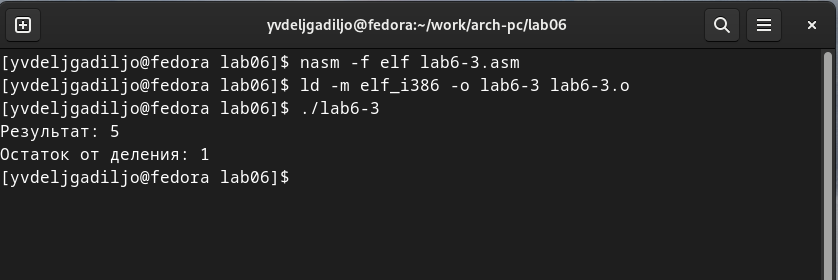 yvdeljgadiljo@fedora:~/work/arch-pc/lab06
[yvdeljgadiljo@fedora lab06]$ nasm -f elf lab6-3.asm
[yvdeljgadiljo@fedora lab06]$ ld -m elf_i386 -o lab6-3 lab6-3.o
[yvdeljgadiljo@fedora lab06]$ ./lab6-3
Результат: 5
Остаток от деления: 1
[yvdeljgadiljo@fedora lab06]$